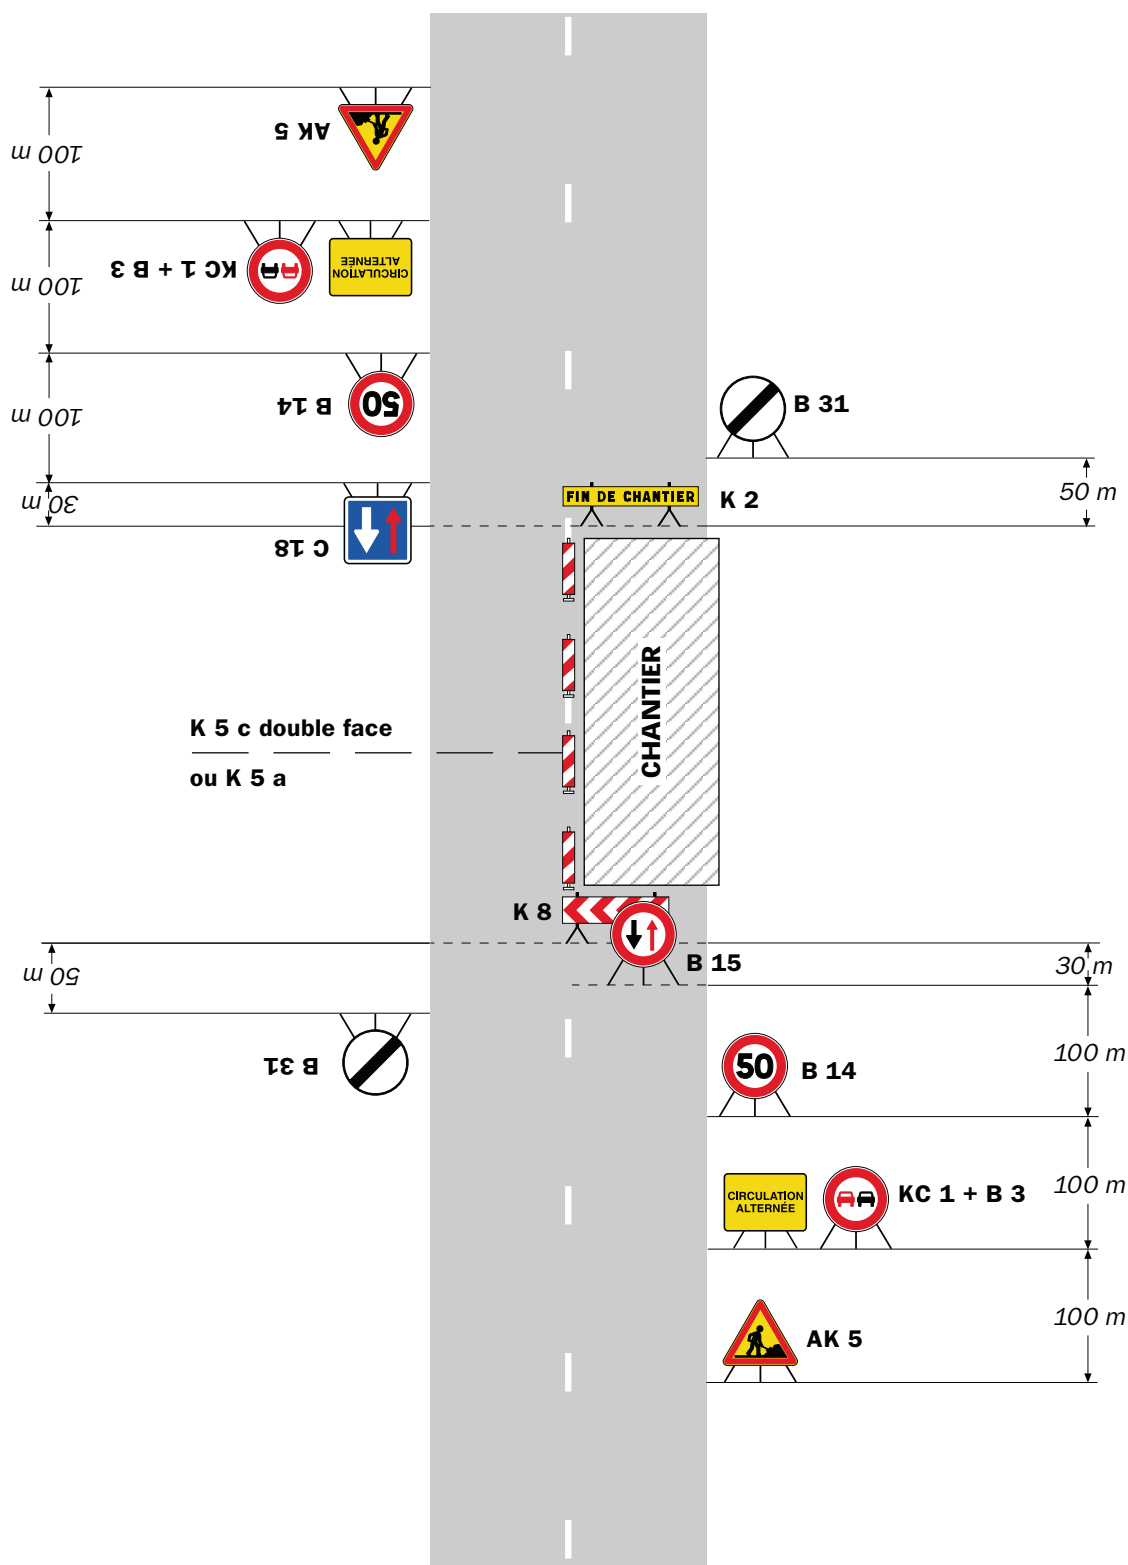 AK 5
100 m
KC 1 + B 3
CIRCULATION
ALTERNÉE
100 m
50
B 14
100 m
B 31
50 m
30 m
C 18
FIN DE CHANTIER
K 2
CHANTIER
K 5 c double face
ou K 5 a
K 8
B 15
30 m
50 m
B 31
50
B 14
100 m
CIRCULATION
ALTERNÉE
KC 1 + B 3
100 m
AK 5
100 m